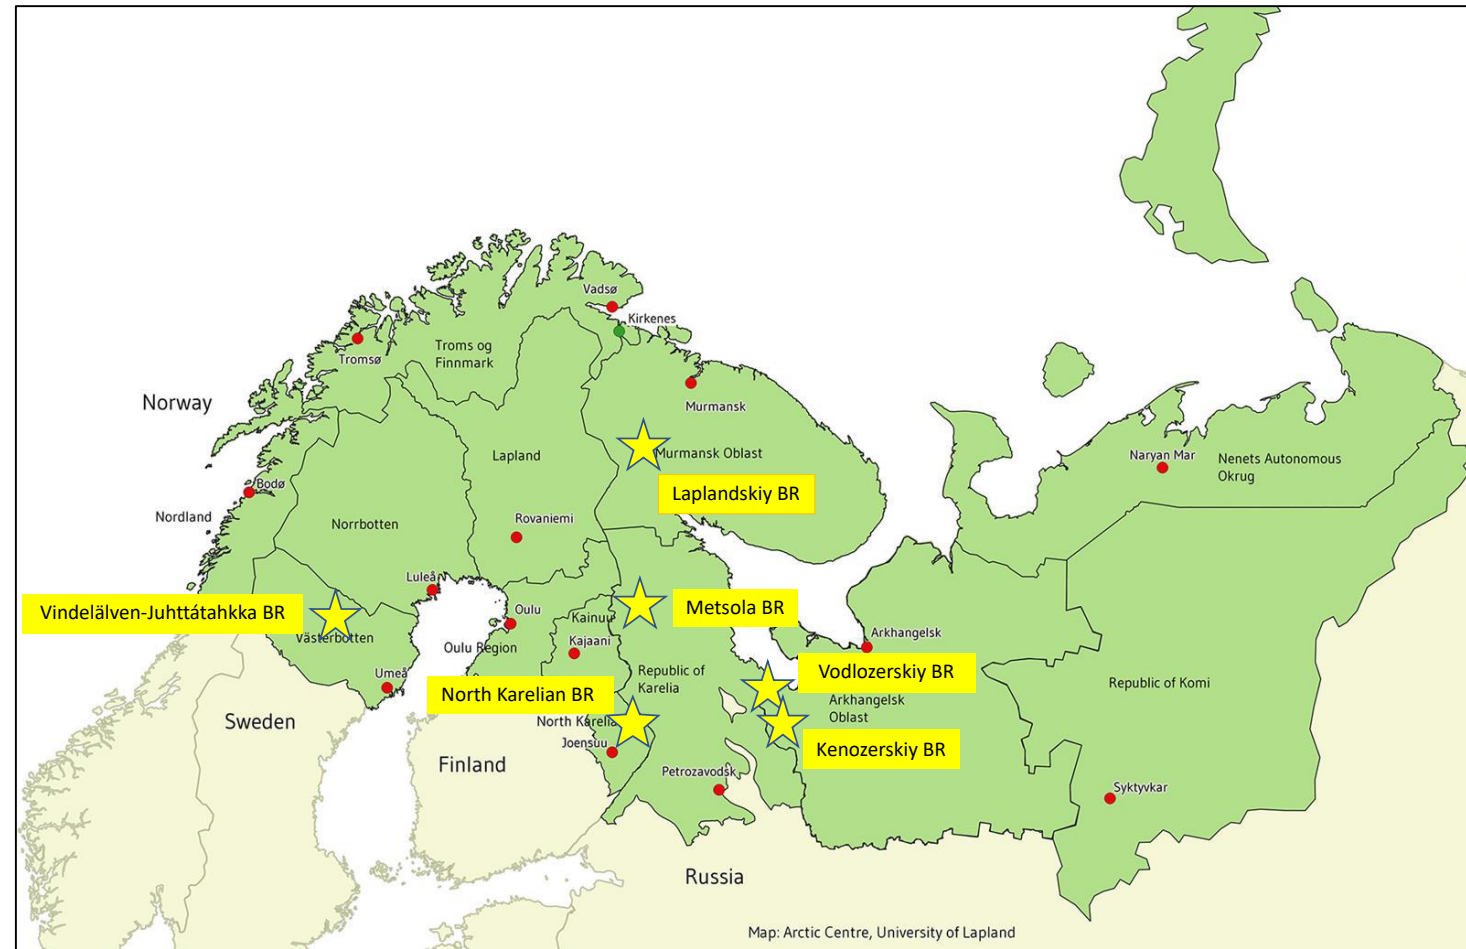 Vadsø
Kirkenes
Troms og
Finnmark
Tromsø
Norway
Murmansk
Lapland
Murmansk Oblast
Naryan Mar
Nenets Autonomous
Okrug
Bodø
Laplandskiy BR
Nordland
Norrbotten
Rovaniemi
Luleå
Vindelälven-Juhttátahkka BR
Oulu
Kainuu
Metsola BR
Västerbotten
Oulu Region
Kajaani
Arkhangelsk
Umeå
Republic of
Karelia
Vodlozerskiy BR
Republic of Komi
North Karelian BR
Arkhangelsk
Oblast
Sweden
North Karelia
Joensuu
Kenozerskiy BR
Finland
Petrozavodsk
Syktyvkar
Russia
Map: Arctic Centre, University of Lapland